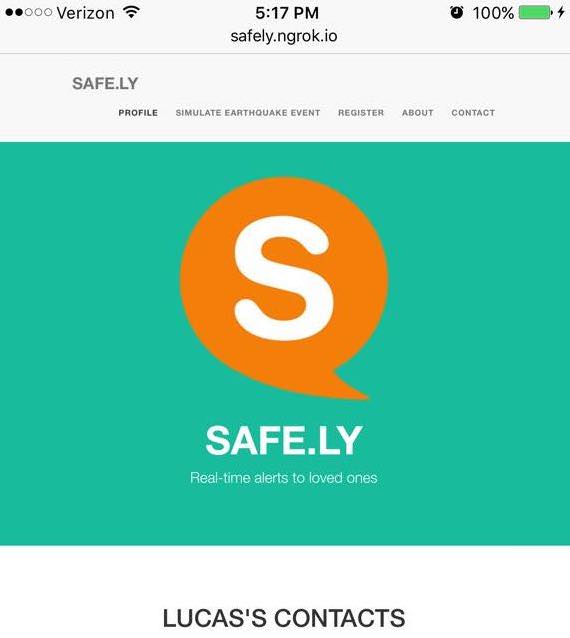 Verizon 5:17 PM 100%
safely.ngrok.io
SAFE.LY
PROFILE SIMULATE EARTHQUAKE EVENT REGISTER ABOUT CONTACT
S
SAFE.LY
Real-time alerts to loved ones
LUCAS'S CONTACTS